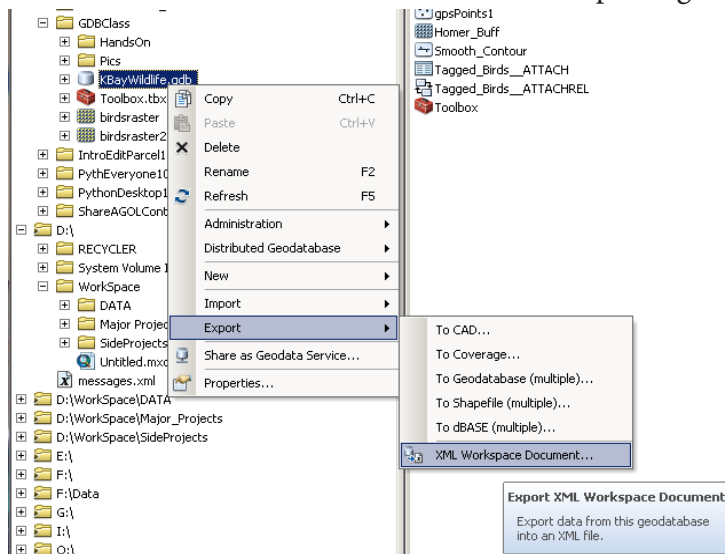 GDBClass
HandsOn
Pics
KBayWildlife.gdb
Toolbox.tbx
birdsraster
birdsraster2
IntroEditParcel1
PythEveryone10
PythonDesktop1
ShareAGOLCont
D:\
RECYCLER
System Volume
WorkSpace
DATA
Major Projec
SideProjects
Untitled.mxd
messages.xml
D:\WorkSpace\DATA
D:\WorkSpace\Major_Projects
D:\WorkSpace\SideProjects
E:\
F:\
F:\Data
G:\
I:\
O:\
Copy Ctrl+C
Paste Ctrl+V
Delete
Rename F2
Refresh F5
Administration
Distributed Geodatabase
New
Import
Export
Share as Geodata Service...
Properties...
To CAD...
To Coverage...
To Geodatabase (multiple)...
To Shapefile (multiple)...
To dBASE (multiple)...
XML Workspace Document...
Export XML Workspace Document
Export data from this geodatabase
into an XML file.
gpsPoints1
Homer_Buff
Smooth_Contour
Tagged_Birds__ATTACH
Tagged_Birds__ATTACHREL
Toolbox